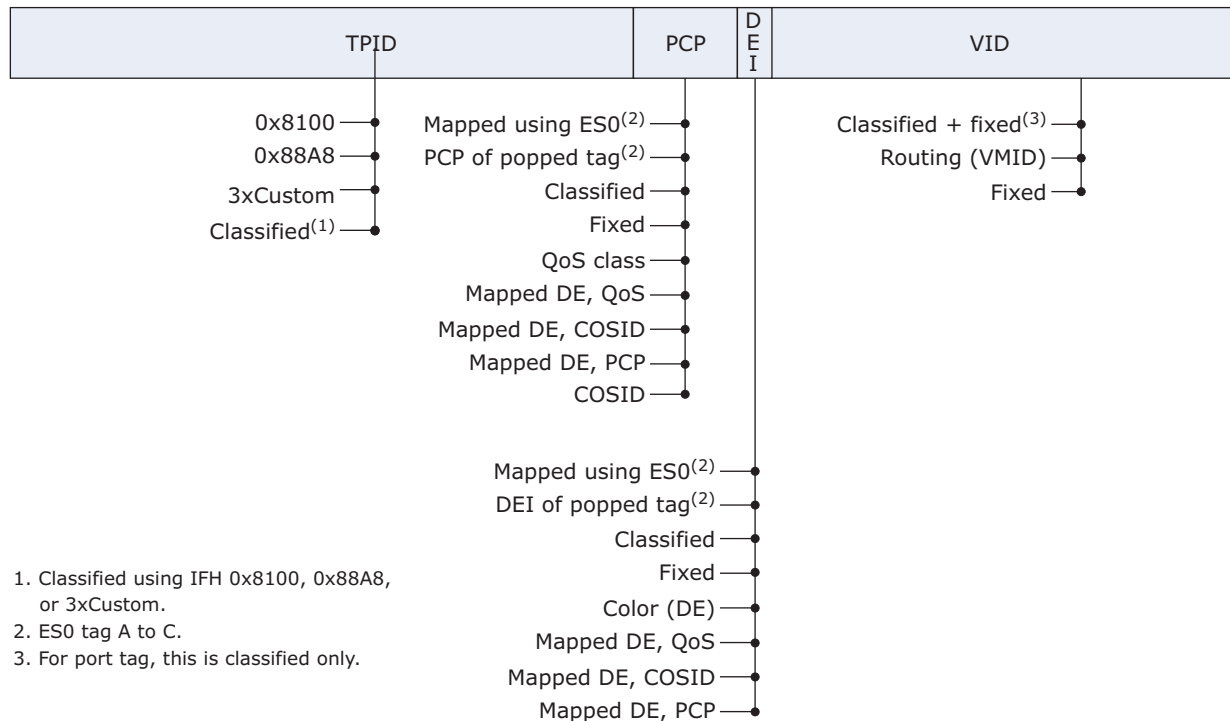 TPID
PCP
DEI
VID
0x8100
0x88A8
3xCustom
Classified(1)
Mapped using ES0(2)
PCP of popped tag(2)
Classified
Fixed
QoS class
Mapped DE, QoS
Mapped DE, COSID
Mapped DE, PCP
COSID
Classified + fixed(3)
Routing (VMID)
Fixed
Mapped using ES0(2)
DEI of popped tag(2)
Classified
Fixed
Color (DE)
Mapped DE, QoS
Mapped DE, COSID
Mapped DE, PCP
1. Classified using IFH 0x8100, 0x88A8,
or 3xCustom.
2. ES0 tag A to C.
3. For port tag, this is classified only.